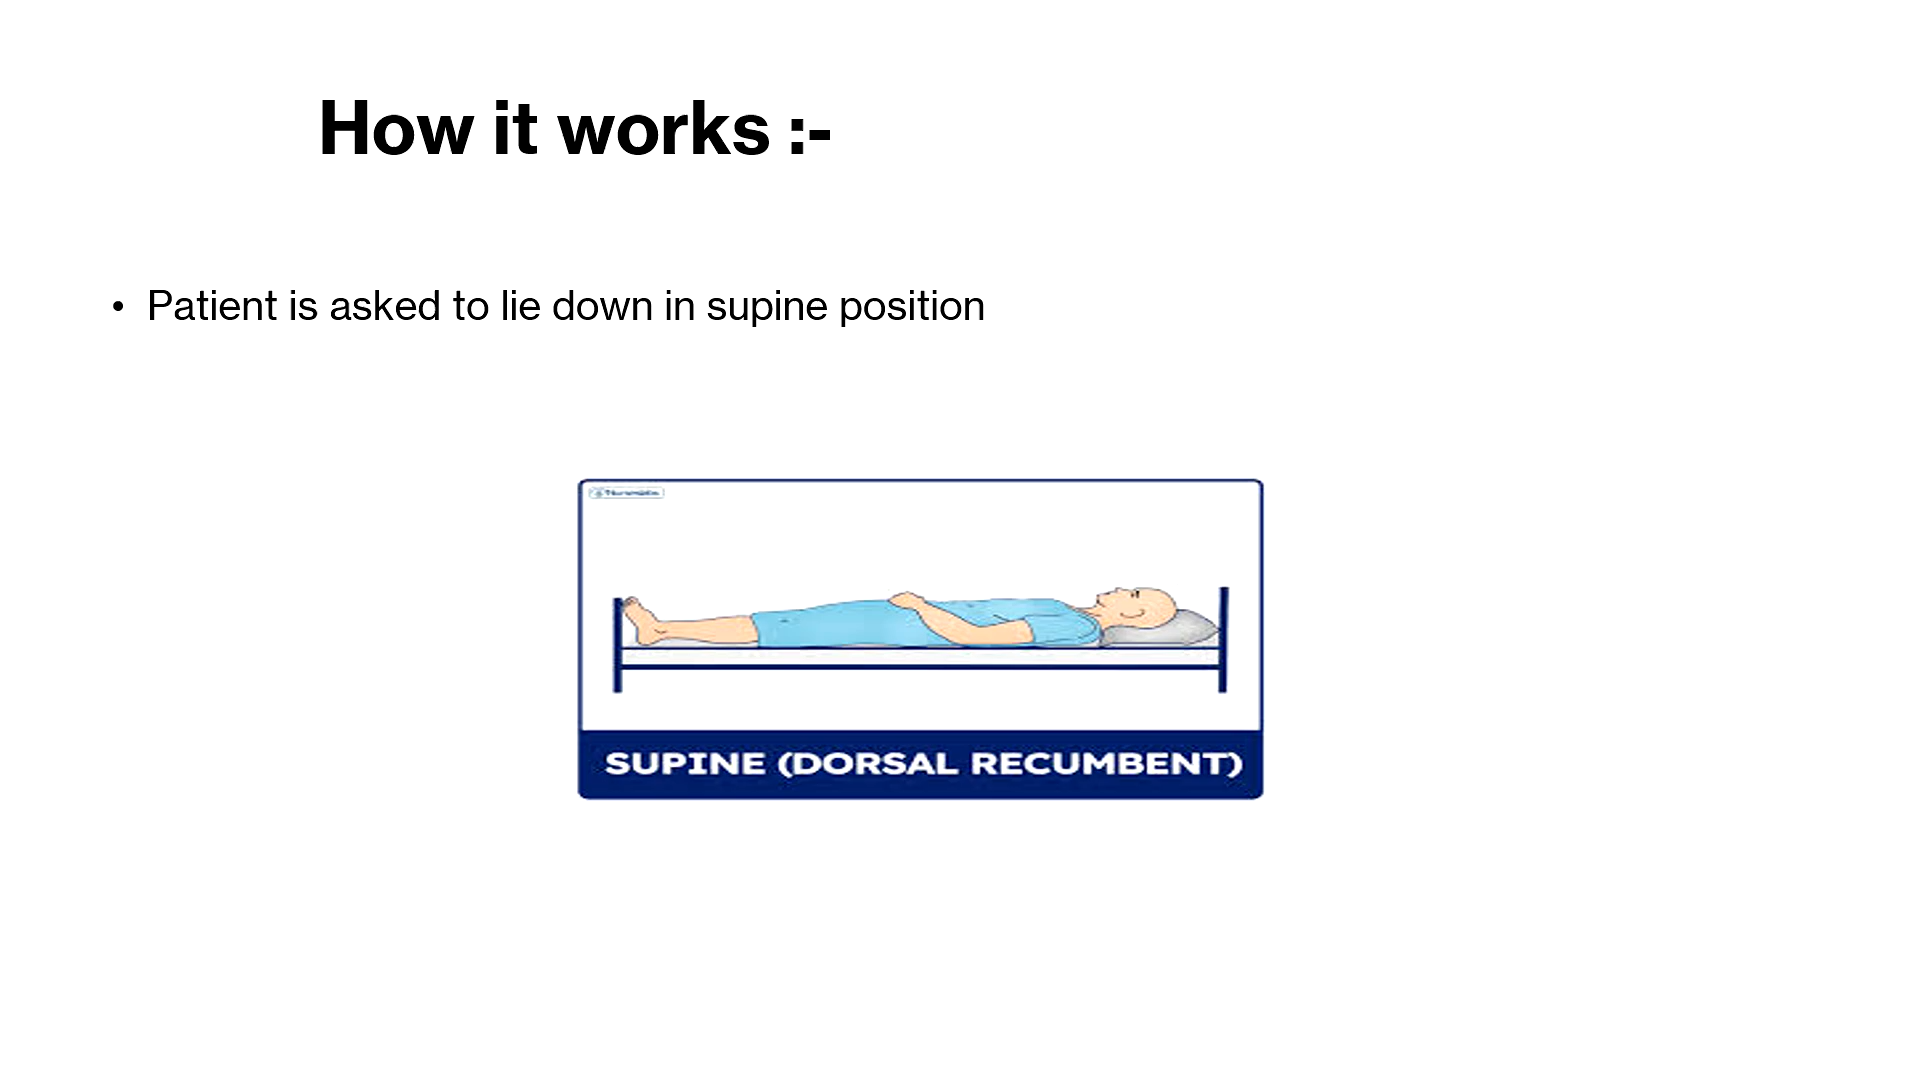 How it works :-
• Patient is asked to lie down in supine position
SUPINE (DORSAL RECUMBENT)